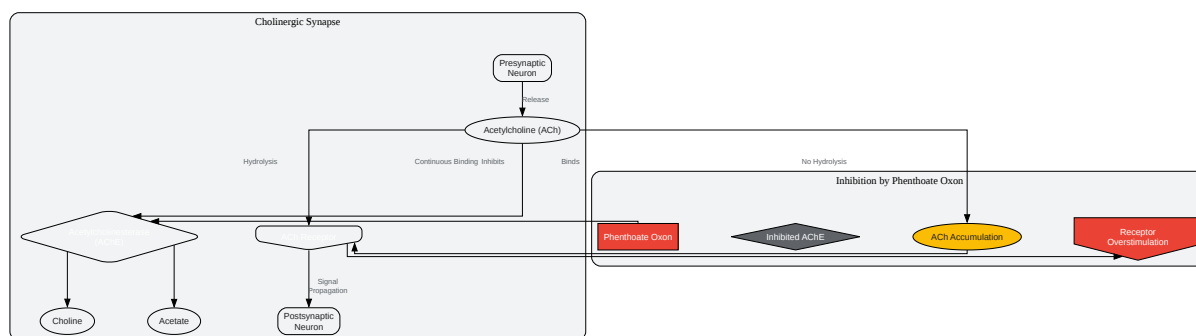 Cholinergic Synapse
Presynaptic
Neuron
Release
Acetylcholine (ACh)
Hydrolysis
Continuous Binding
Inhibits
Binds
No Hydrolysis
Inhibition by Phenthoate Oxon
(AChE)
Phenthoate Oxon
Inhibited AChE
ACh Accumulation
Receptor
Overstimulation
Signal
Propagation
Choline
Acetate
Postsynaptic
Neuron